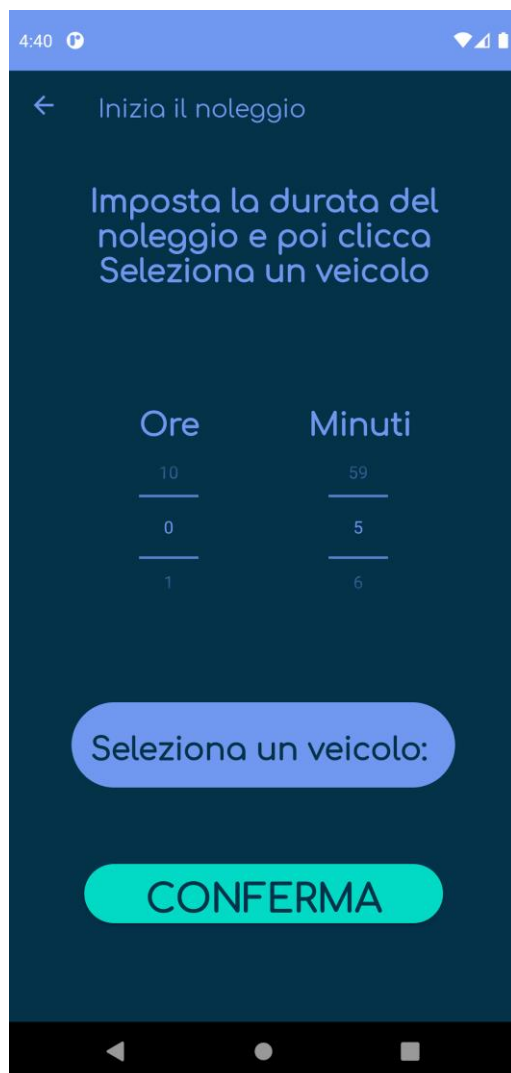 4:40
Inizia il noleggio
Imposta la durata del
noleggio e poi clicca
Seleziona un veicolo
Ore Minuti
10 59
0 5
1 6
Seleziona un veicolo:
CONFERMA